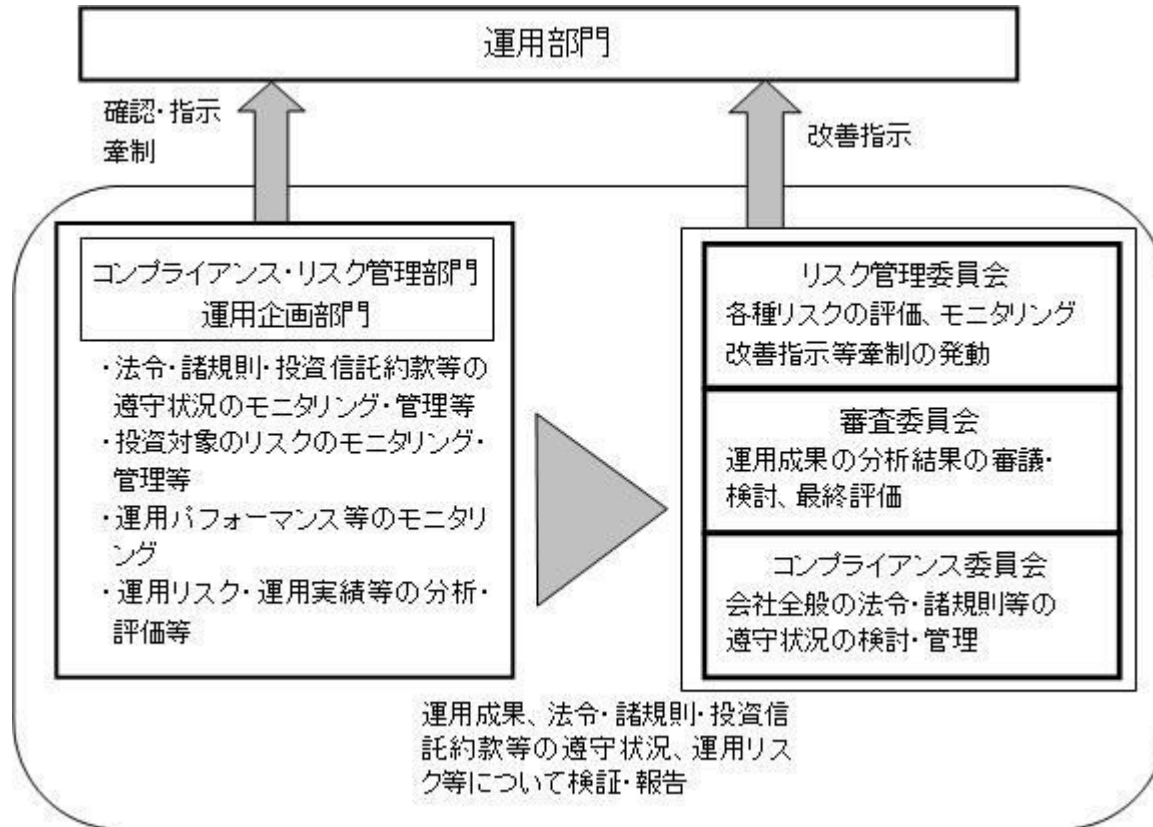 運用部門
確認・指示
牽制
改善指示
コンプライアンス・リスク管理部門
運用企画部門
・法令・諸規則・投資信託約款等の
遵守状況のモニタリング・管理等
・投資対象のリスクのモニタリング・
管理等
・運用パフォーマンス等のモニタリ
ング
・運用リスク・運用実績等の分析・
評価等
リスク管理委員会
各種リスクの評価、モニタリング
改善指示等牽制の発動
審査委員会
運用成果の分析結果の審議・
検討、最終評価
コンプライアンス委員会
会社全般の法令・諸規則等の
遵守状況の検討・管理
運用成果、法令・諸規則・投資信
託約款等の遵守状況、運用リス
ク等について検証・報告